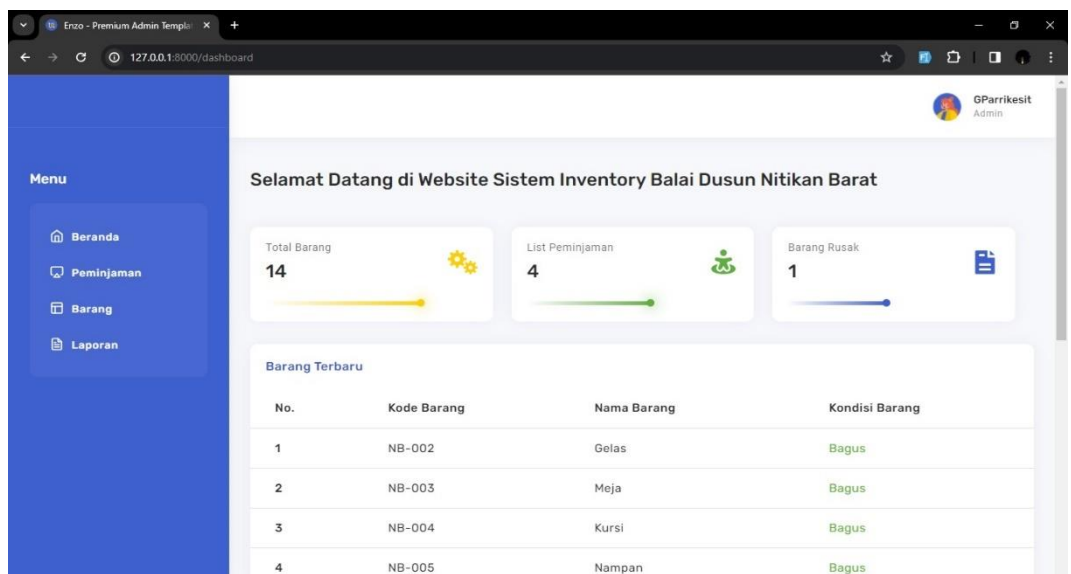 Enzo - Premium Admin Templa
127.0.0.1:8000/dashboard
GParrikesit
Admin
Menu
Beranda
Peminjaman
Barang
Laporan
Selamat Datang di Website Sistem Inventory Balai Dusun Nitikan Barat
Total Barang
14
List Peminjaman
4
Barang Rusak
1
Barang Terbaru
No. Kode Barang Nama Barang Kondisi Barang
1 NB-002 Gelas Bagus
2 NB-003 Meja Bagus
3 NB-004 Kursi Bagus
4 NB-005 Nampan Bagus